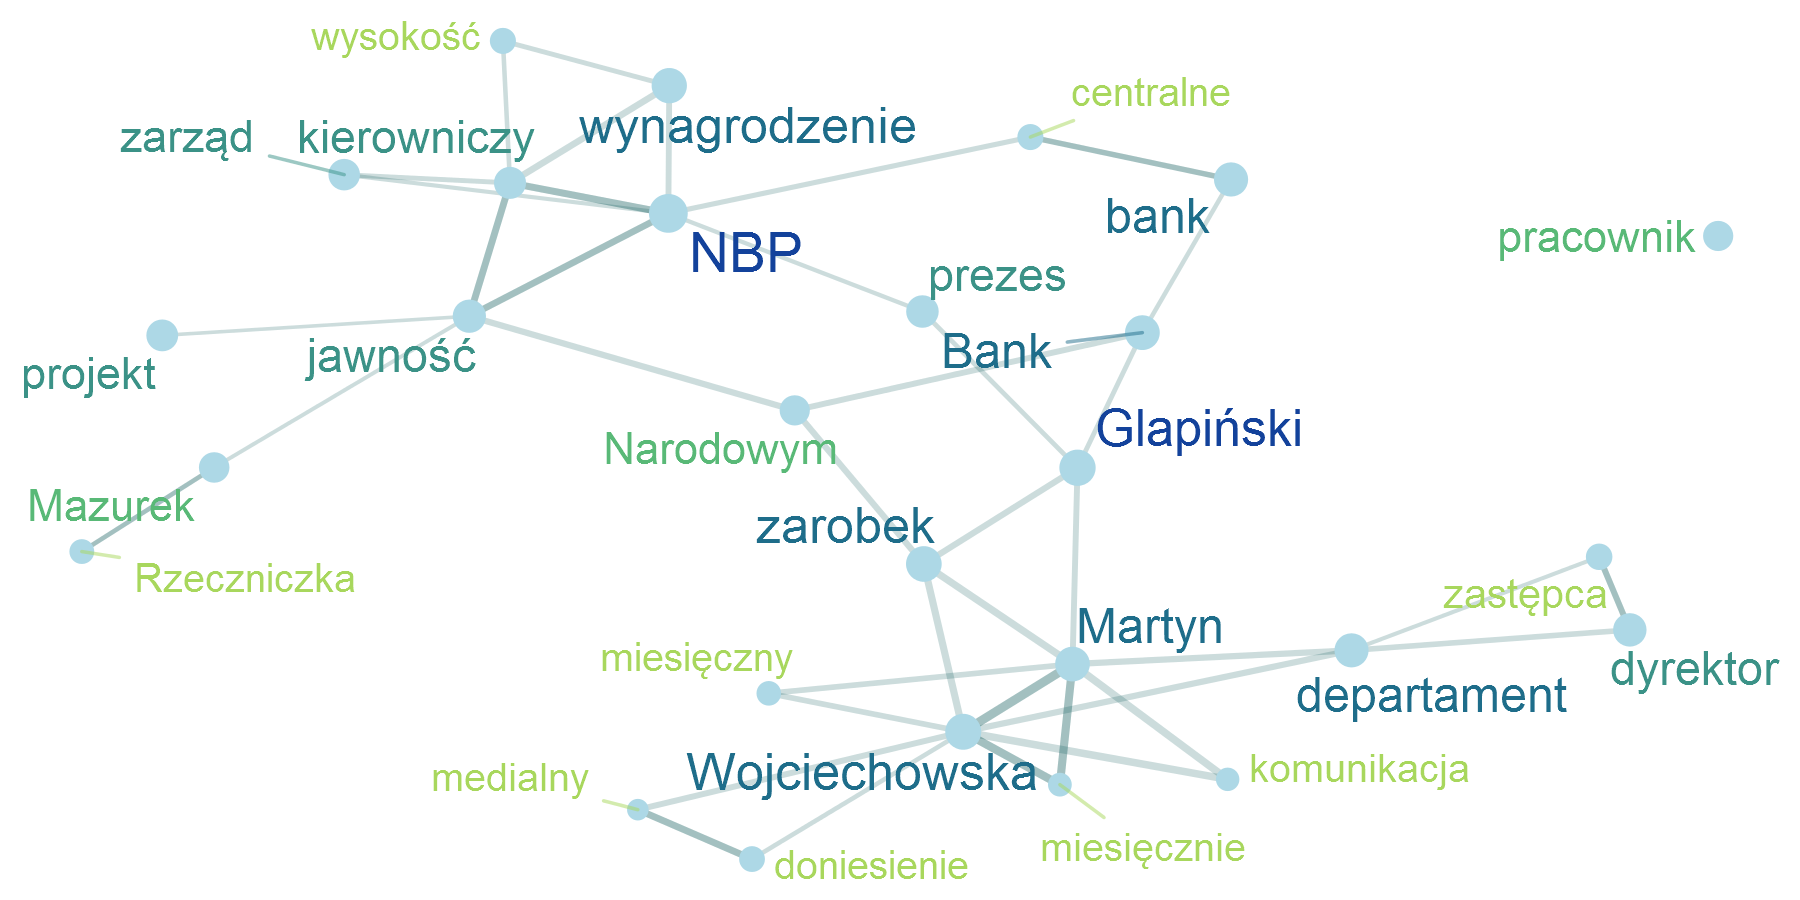 wysokość
centralne
wynagrodzenie
zarząd
kierowniczy
bank
pracownik
NBP
prezes
Bank
jawność
projekt
Glapiński
Narodowym
Mazurek
zarobek
Rzeczniczka
zastępca
Martyn
miesięczny
dyrektor
departament
Wojciechowska
komunikacja
medialny
miesięcznie
doniesienie